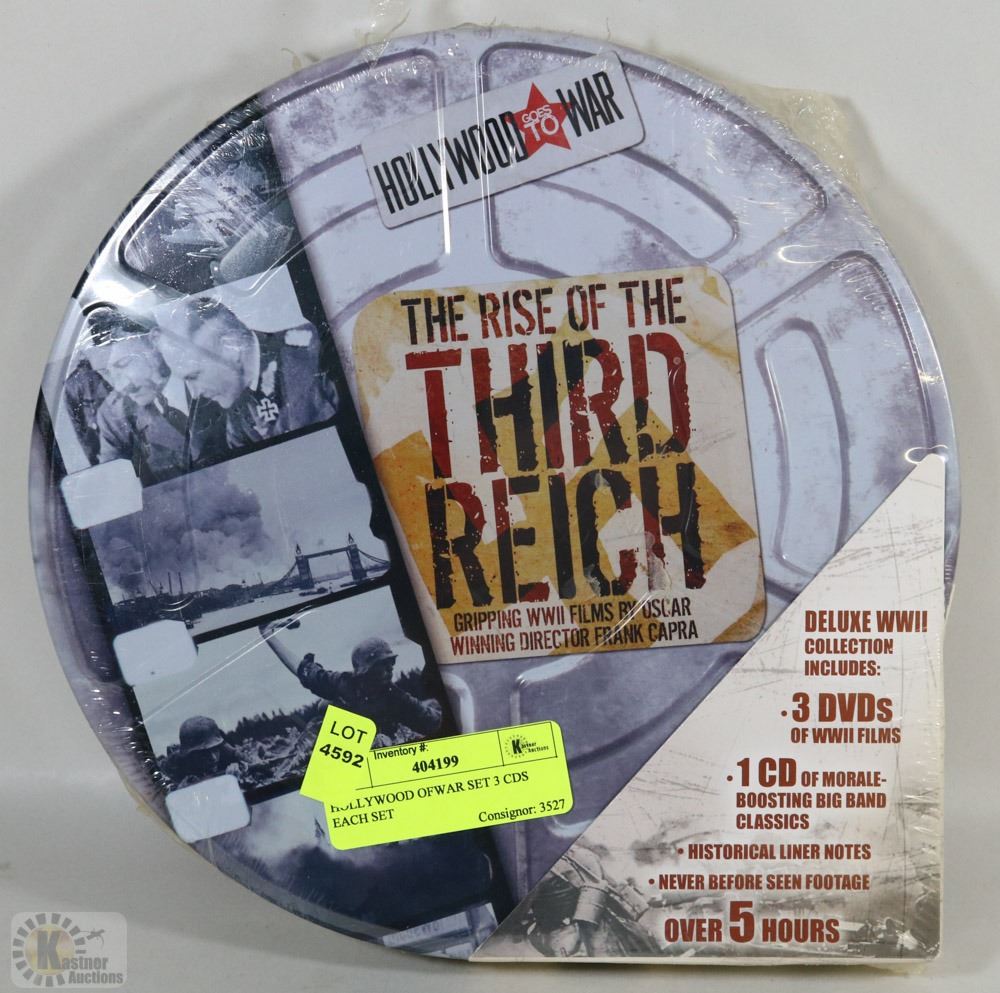 HOLLYWOOD GOES TO WAR
THE RISE OF THE
THIRD
REICH
GRIPPING WWII FILMS BY OSCAR
WINNING DIRECTOR FRANK CAPRA
DELUXE WWII
COLLECTION
INCLUDES:
· 3 DVDs
OF WWII FILMS
· 1 CD OF MORALE-
BOOSTING BIG BAND
CLASSICS
• HISTORICAL LINER NOTES
• NEVER BEFORE SEEN FOOTAGE
OVER 5 HOURS
LOT
4592
Inventory #:
404199
Kastner
Auctions
HOLLYWOOD OFWAR SET 3 CDS
EACH SET
Consignor: 3527
Kastner
Auctions